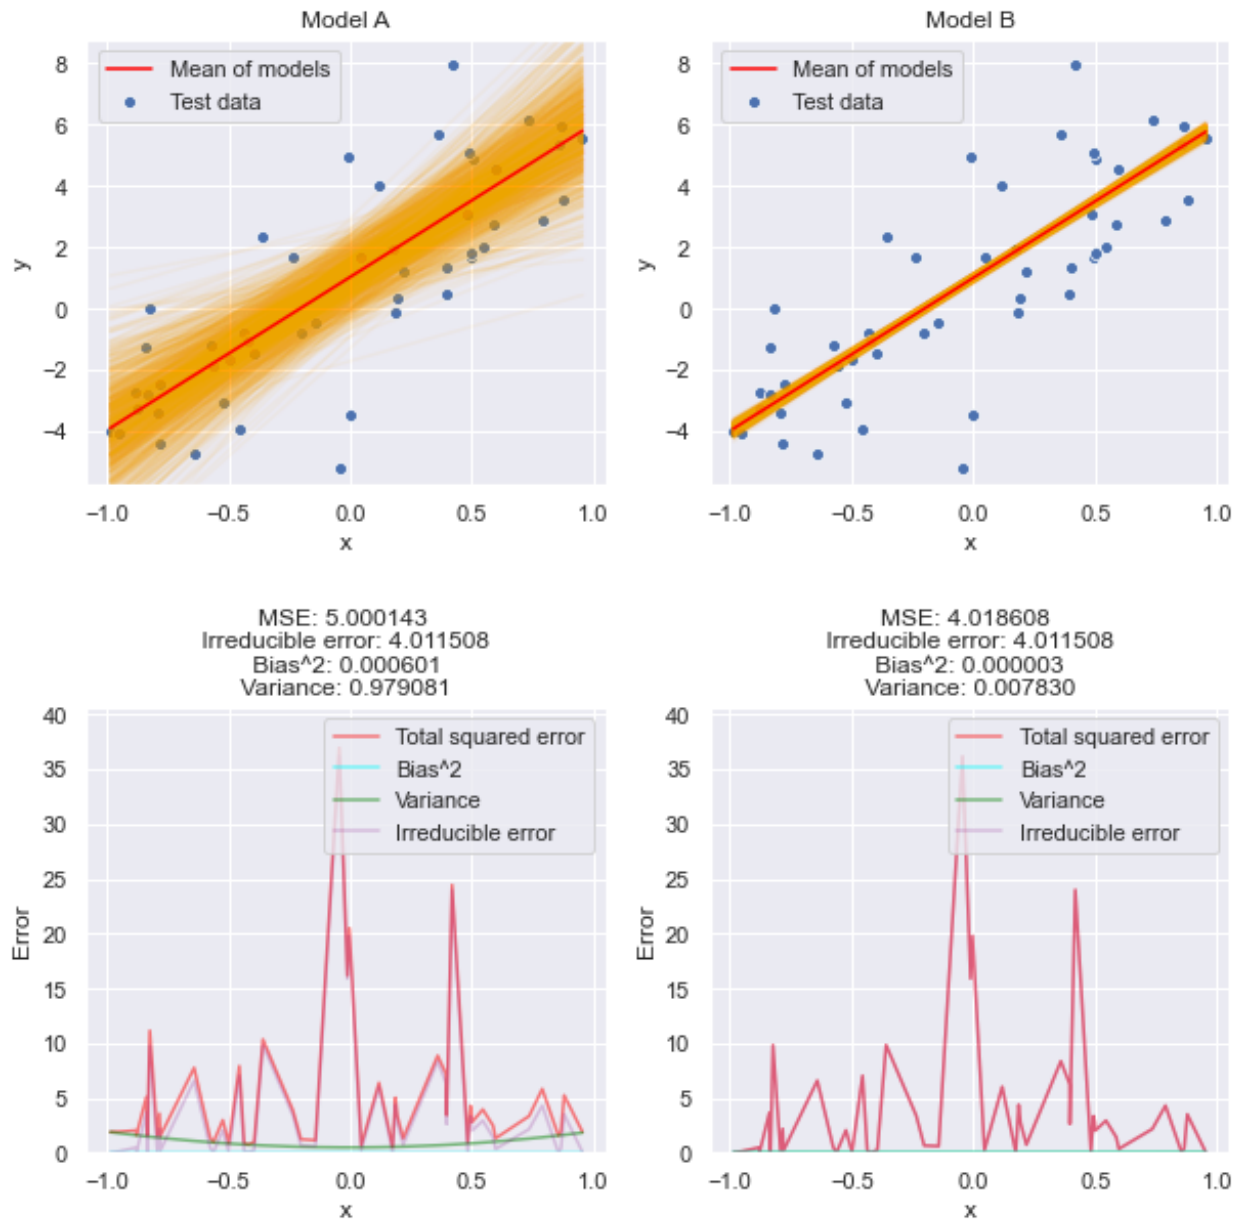 Model A
Mean of models
Test data
8
6
4
2
0
−2
−4
y
−1.0 −0.5 0.0 0.5 1.0
x
Model B
Mean of models
Test data
8
6
4
2
0
−2
−4
y
−1.0 −0.5 0.0 0.5 1.0
x
MSE: 5.000143
Irreducible error: 4.011508
Bias^2: 0.000601
Variance: 0.979081
Total squared error
Bias^2
Variance
Irreducible error
40
35
30
25
20
15
10
5
0
Error
−1.0 −0.5 0.0 0.5 1.0
x
MSE: 4.018608
Irreducible error: 4.011508
Bias^2: 0.000003
Variance: 0.007830
Total squared error
Bias^2
Variance
Irreducible error
40
35
30
25
20
15
10
5
0
Error
−1.0 −0.5 0.0 0.5 1.0
x